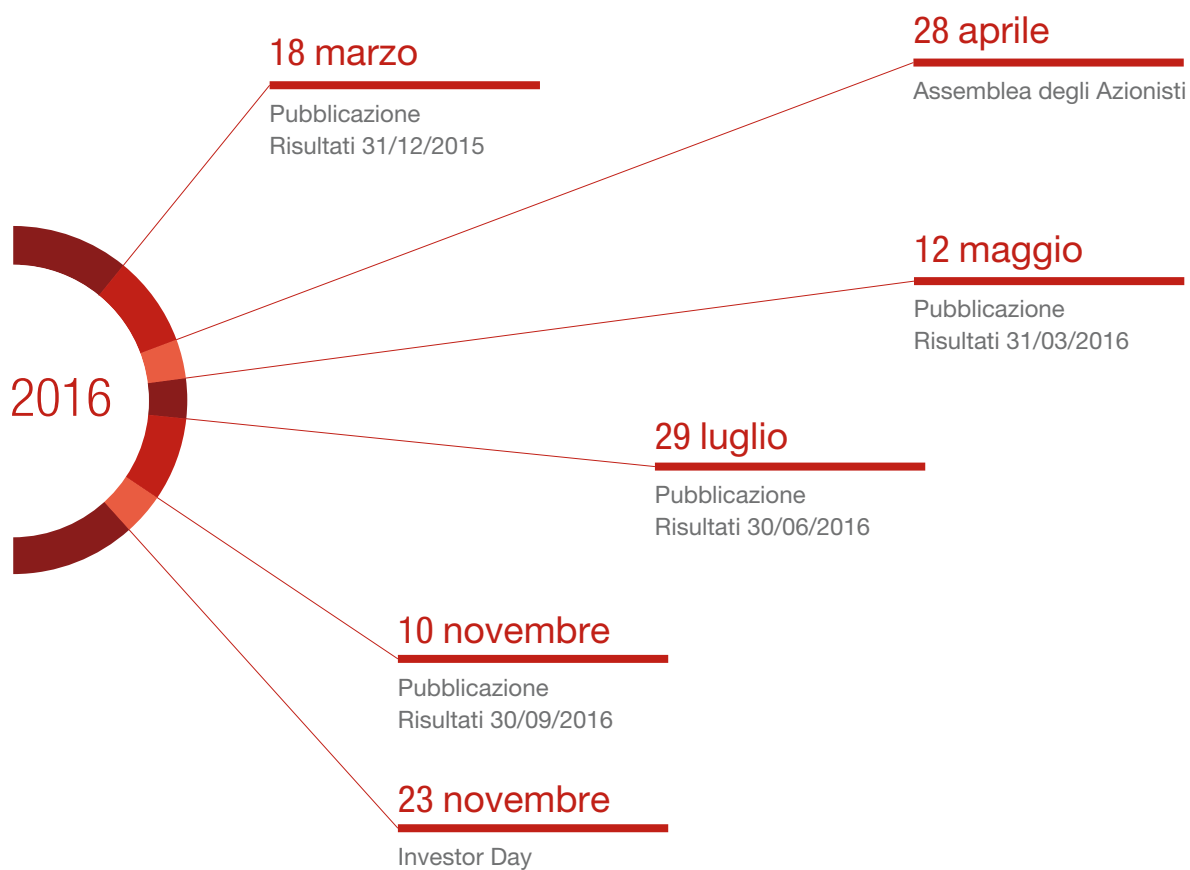 2016
18 marzo
Pubblicazione
Risultati 31/12/2015
28 aprile
Assemblea degli Azionisti
12 maggio
Pubblicazione
Risultati 31/03/2016
29 luglio
Pubblicazione
Risultati 30/06/2016
10 novembre
Pubblicazione
Risultati 30/09/2016
23 novembre
Investor Day